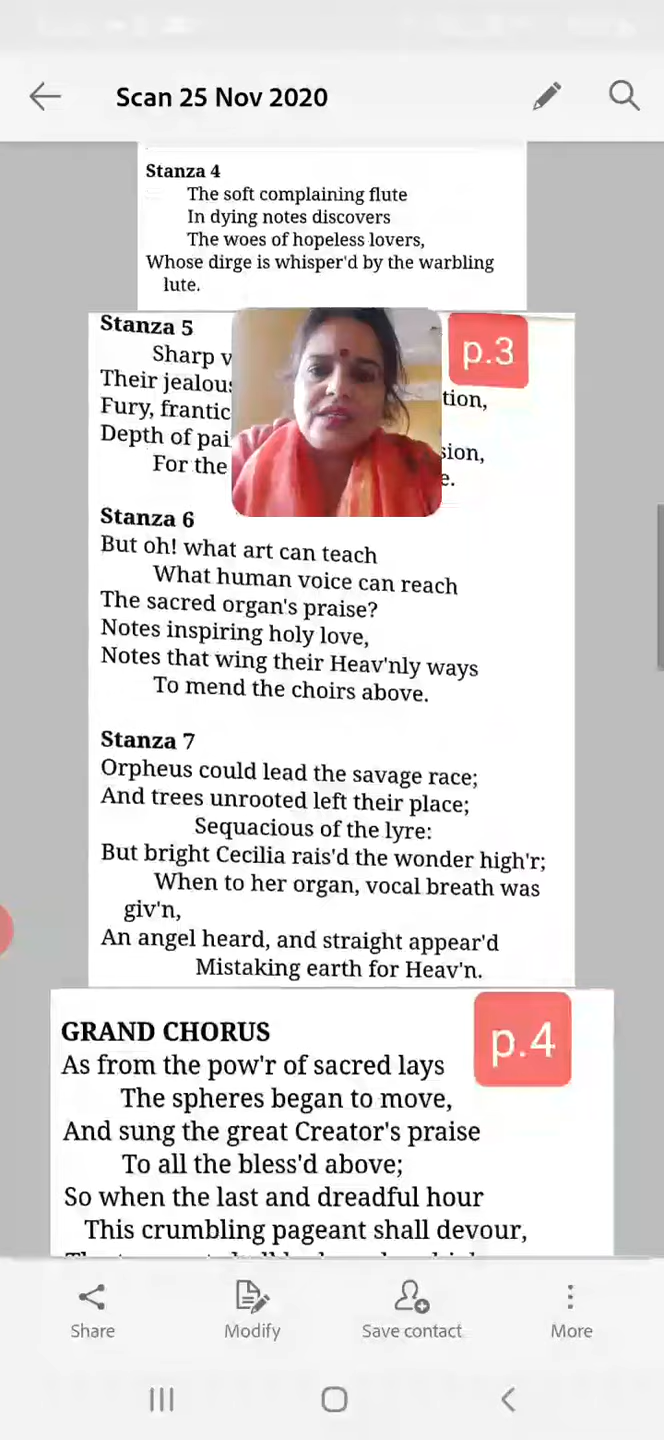 Scan 25 Nov 2020
Stanza 4
The soft complaining flute
In dying notes discovers
The woes of hopeless lovers,
Whose dirge is whisper'd by the warbling
lute.
Stanza 5
p.3
Sharp v
Their jealous
tion,
Fury, frantic
Depth of pai
sion,
For the
e.
Stanza 6
But oh! what art can teach
What human voice can reach
The sacred organ's praise?
Notes inspiring holy love,
Notes that wing their Heav'nly ways
To mend the choirs above.
Stanza 7
Orpheus could lead the savage race;
And trees unrooted left their place;
Sequacious of the lyre:
But bright Cecilia rais'd the wonder high'r;
When to her organ, vocal breath was
giv'n,
An angel heard, and straight appear'd
Mistaking earth for Heav'n.
GRAND CHORUS
p.4
As from the pow'r of sacred lays
The spheres began to move,
And sung the great Creator's praise
To all the bless'd above;
So when the last and dreadful hour
This crumbling pageant shall devour,
Share
Modify
Save contact
More